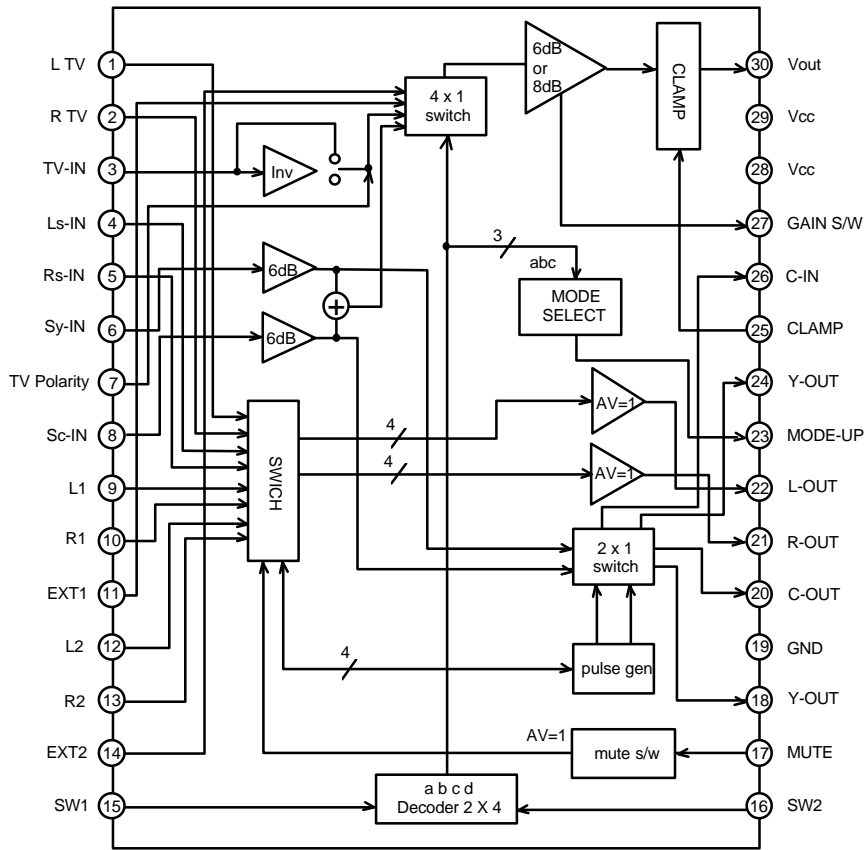 L TV
1
R TV
2
TV-IN
3
Ls-IN
4
Rs-IN
5
Sy-IN
6
TV Polarity
7
Sc-IN
8
L1
9
R1
10
EXT1
11
L2
12
R2
13
EXT2
14
SW1
15
Inv
6dB
6dB
+
SWICH
4 x 1
switch
6dB
or
8dB
CLAMP
3
abc
MODE
SELECT
4
AV=1
4
AV=1
2 x 1
switch
4
pulse gen
AV=1
mute s/w
a b c d
Decoder 2 X 4
30
Vout
29
Vcc
28
Vcc
27
GAIN S/W
26
C-IN
25
CLAMP
24
Y-OUT
23
MODE-UP
22
L-OUT
21
R-OUT
20
C-OUT
19
GND
18
Y-OUT
17
MUTE
16
SW2